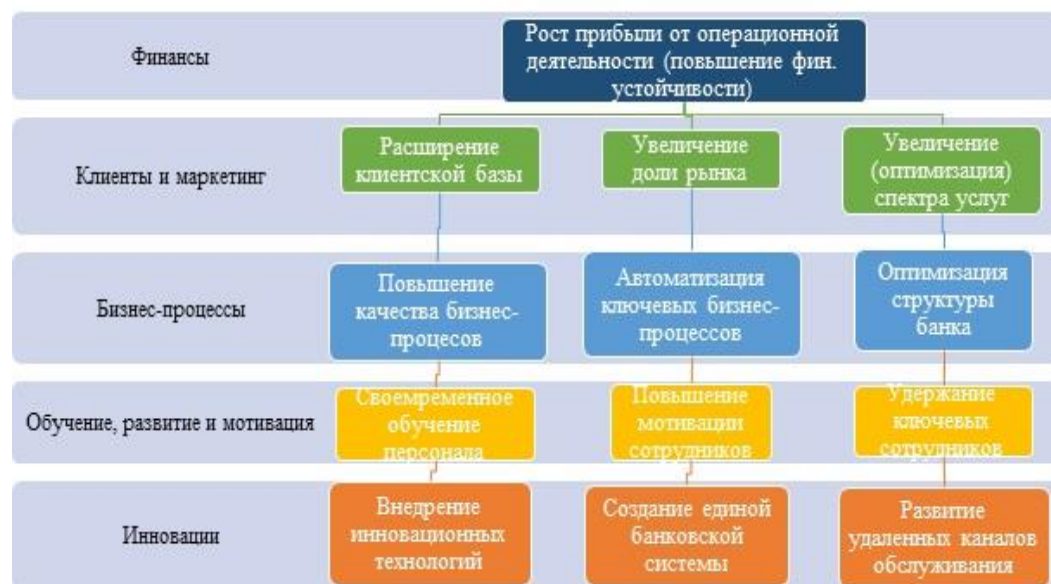 Финансы
Рост прибыли от операционной
деятельности (повышение фин.
устойчивости)
Клиенты и маркетинг
Расширение
клиентской базы
Увеличение
доли рынка
Увеличение
(оптимизация)
спектра услуг
Бизнес-процессы
Повышение
качества бизнес-
процесов
Автоматизация
ключевых бизнес-
процессов
Оптимизация
структуры
банка
Обучение, развитие и мотивация
Своемременное
обучение
персонала
Повышение
мотивации
сотрудников
Удержание
ключевых
сотрудников
Инновации
Внедрение
инновационных
технологий
Создание единой
банковской
системы
Развитие
удаленных каналов
обслуживания